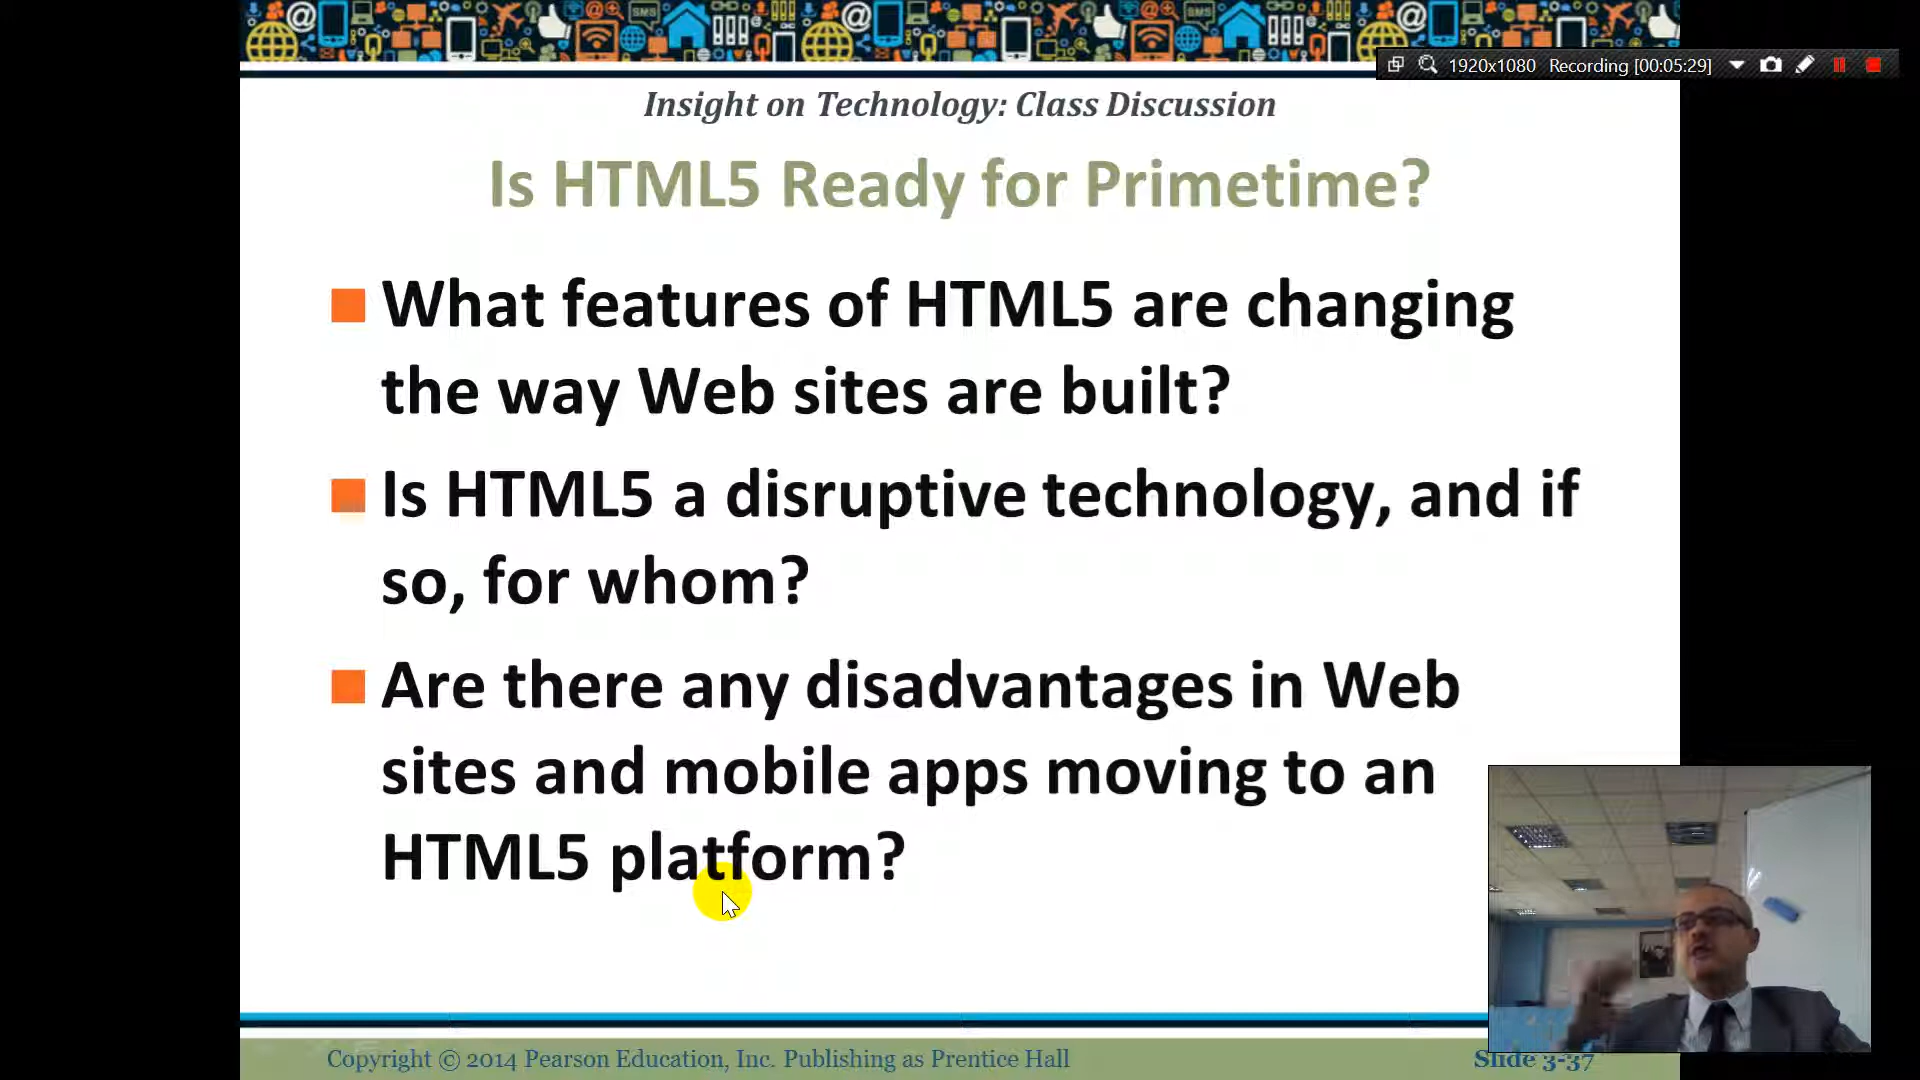 SMS
SMS
SMS
1920x1080 Recording [00:05:29]
Insight on Technology: Class Discussion
Is HTML5 Ready for Primetime?
What features of HTML5 are changing
the way Web sites are built?
Is HTML5 a disruptive technology, and if
so, for whom?
Are there any disadvantages in Web
sites and mobile apps moving to an
HTML5 platform?
Copyright © 2014 Pearson Education, Inc. Publishing as Prentice Hall
Slide 3-37